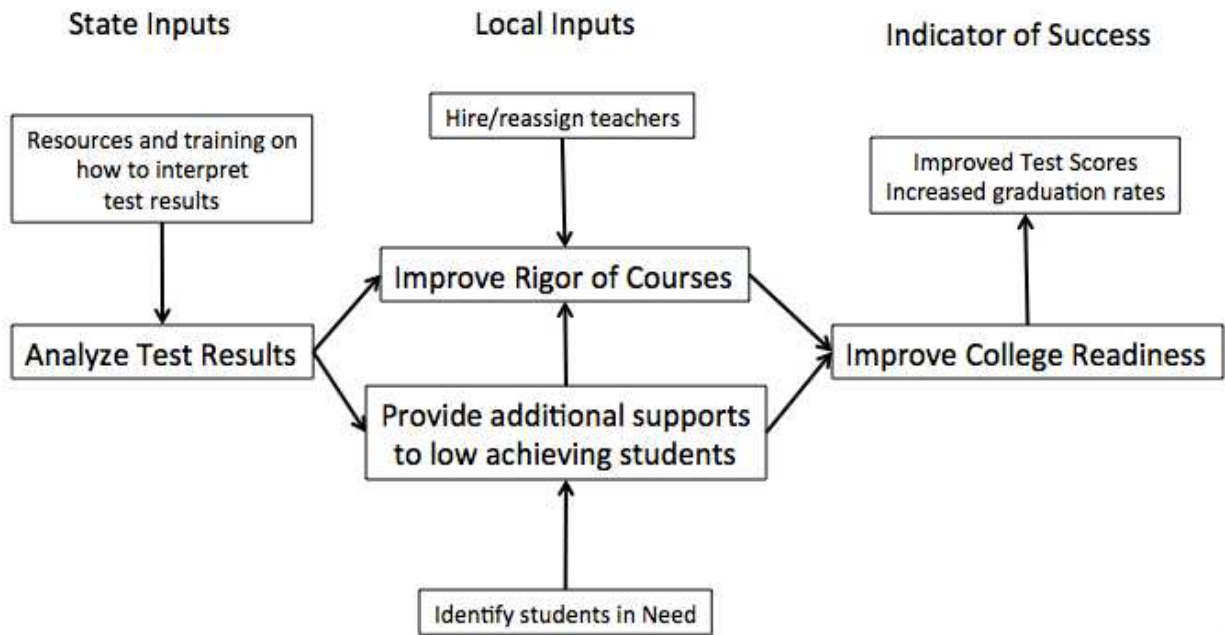 State Inputs
Local Inputs
Indicator of Success
Resources and training on
how to interpret
test results
Hire/reassign teachers
Improved Test Scores
Increased graduation rates
Improve Rigor of Courses
Analyze Test Results
Improve College Readiness
Provide additional supports
to low achieving students
Identify students in Need